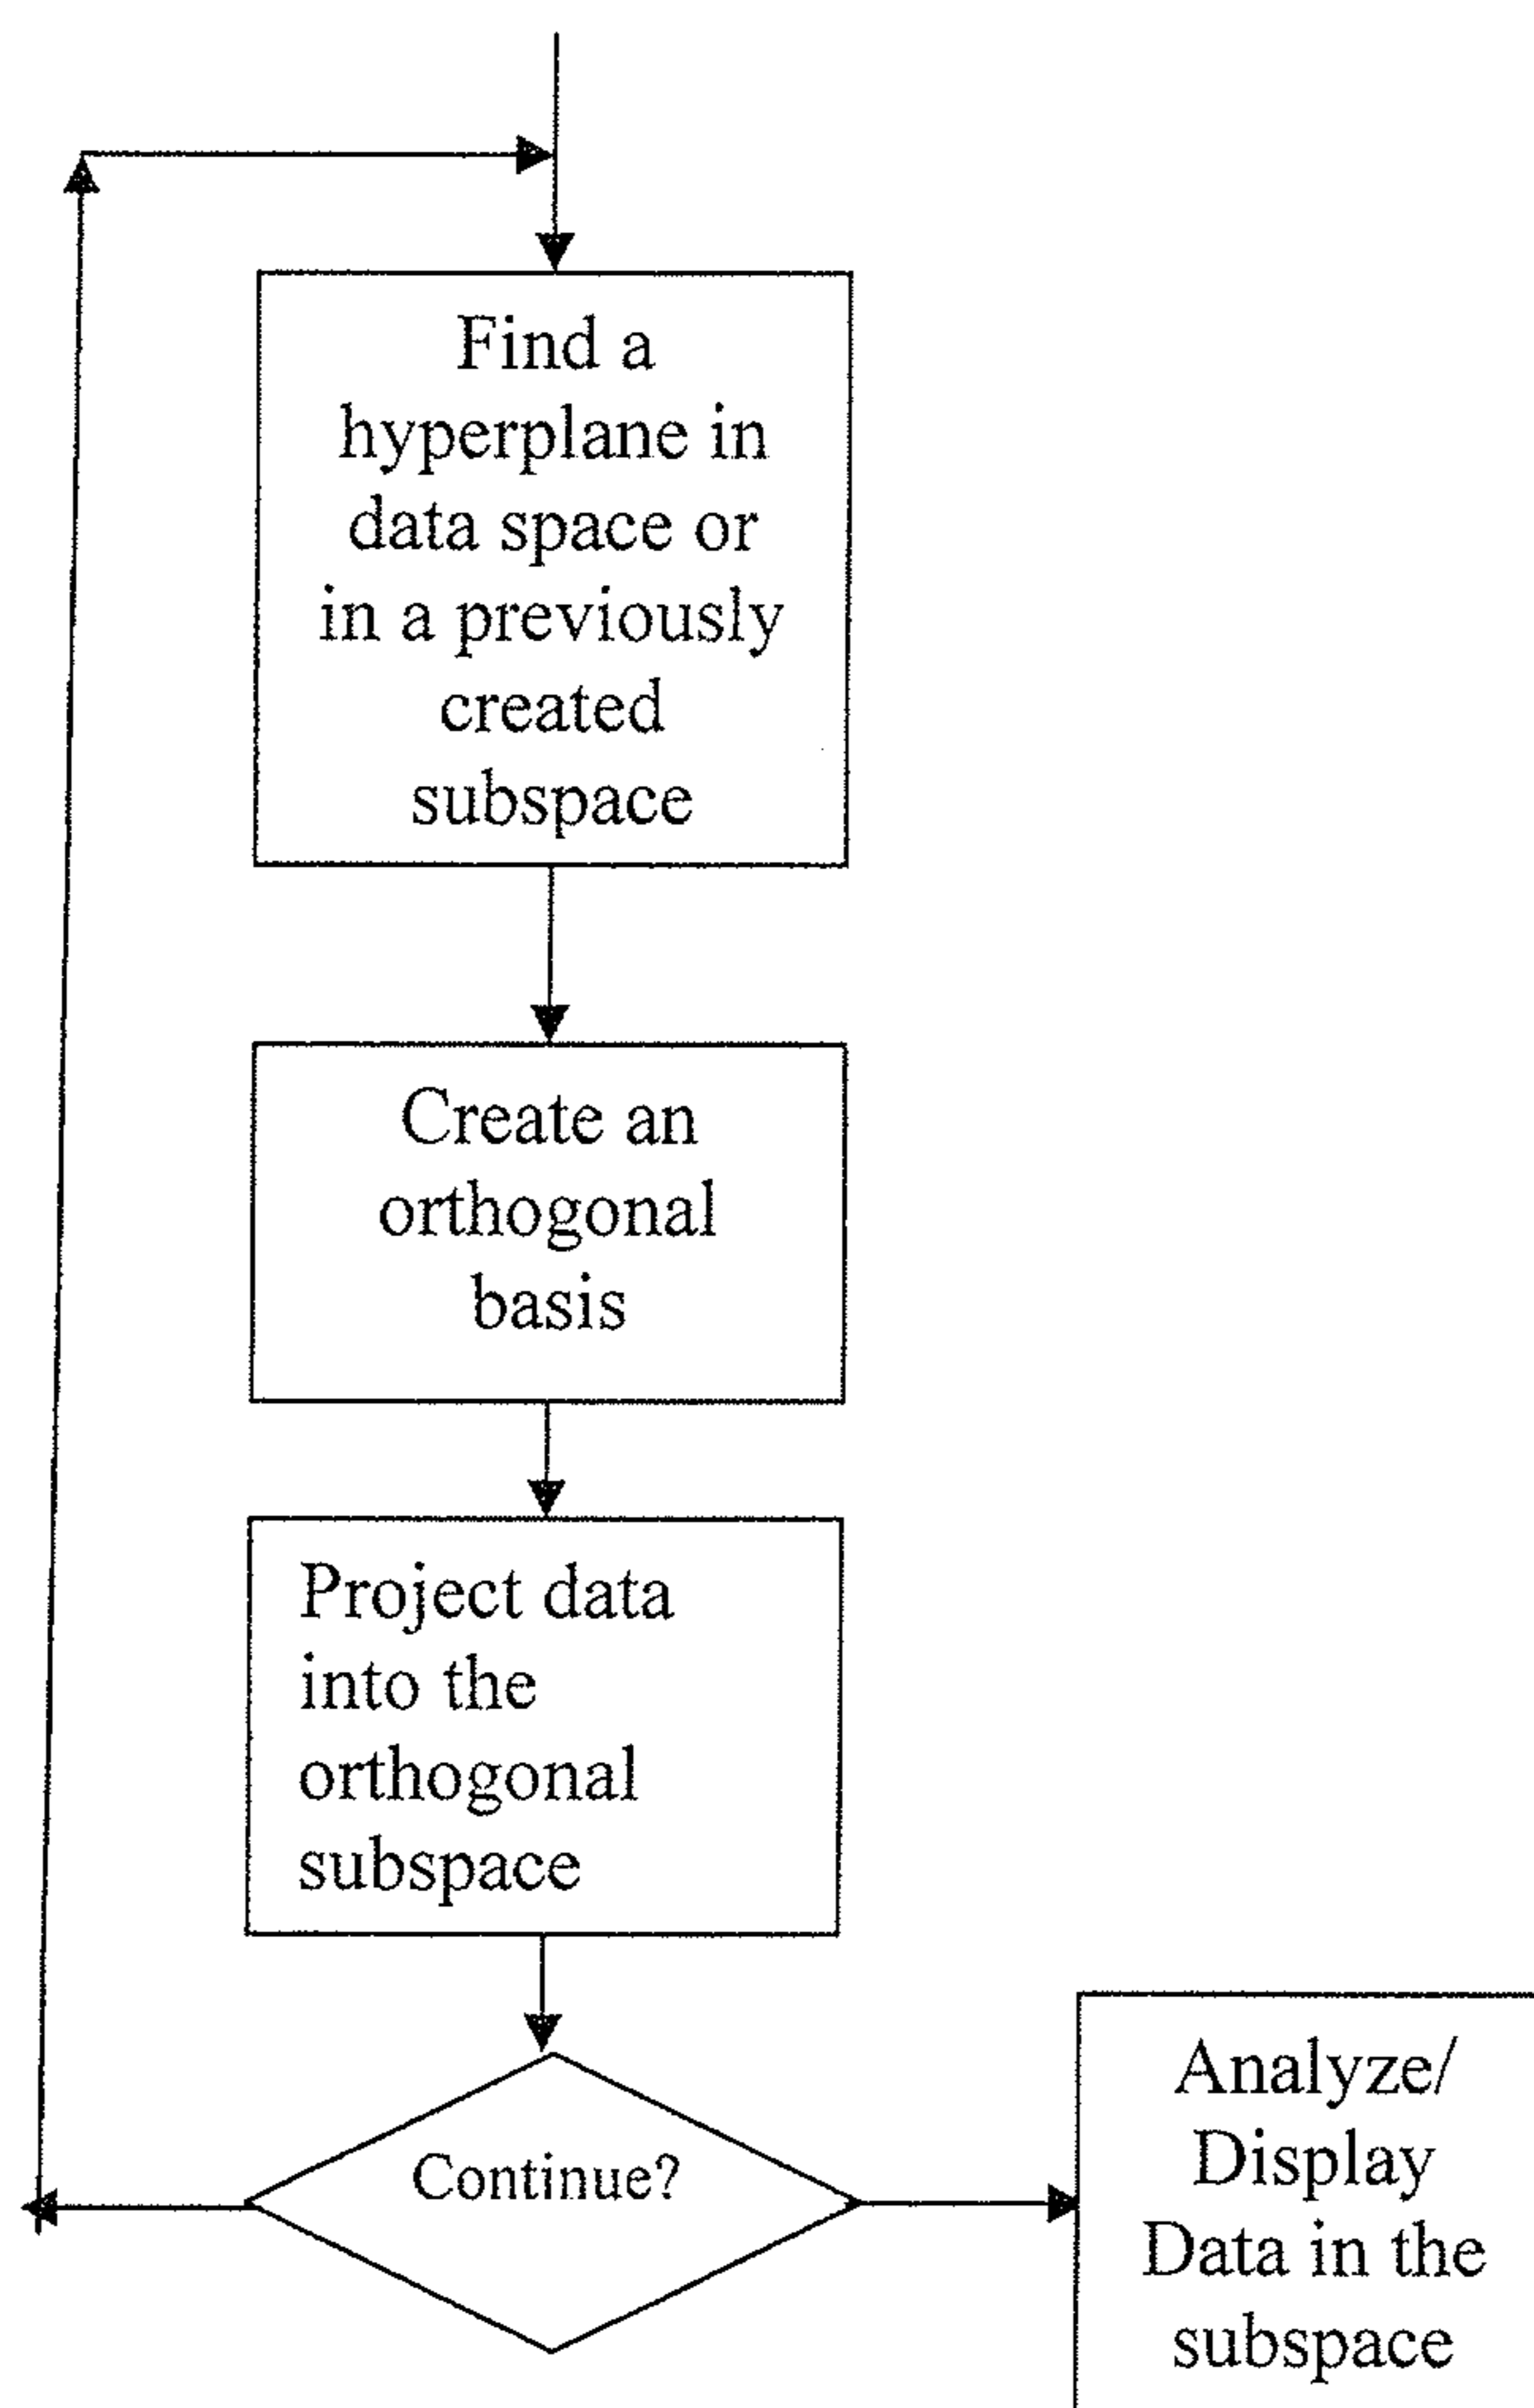 Find a
hyperplane in
data space or
in a previously
created
subspace
Create an
orthogonal
basis
Project data
into the
orthogonal
subspace
Continue?
Analyze/
Display
Data in the
subspace